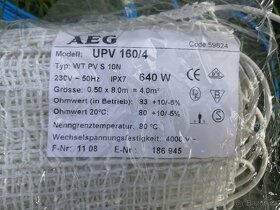 AEG
Code 59824
Modell: UPV 160/4
Typ: WT PV S 10N
230V ~ 50Hz IPX7 640 W
Grosse: 0.50 x 8.0m = 4.0m²
Ohmwert (in Betrieb): 83 +10/-5%
Ohmwert 20°C: 80 +10/-5%
Nenngrenztemperatur: 80 °C
Wechselspannungsfestigkeit: 4000 V~
F-Nr.: 11 08 E-Nr.: 186 945